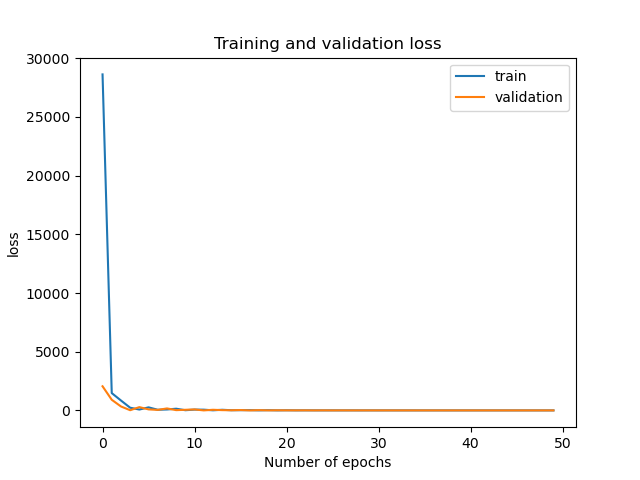 Training and validation loss
train
validation
30000
25000
20000
15000
10000
5000
0
loss
0
10
20
30
40
50
Number of epochs